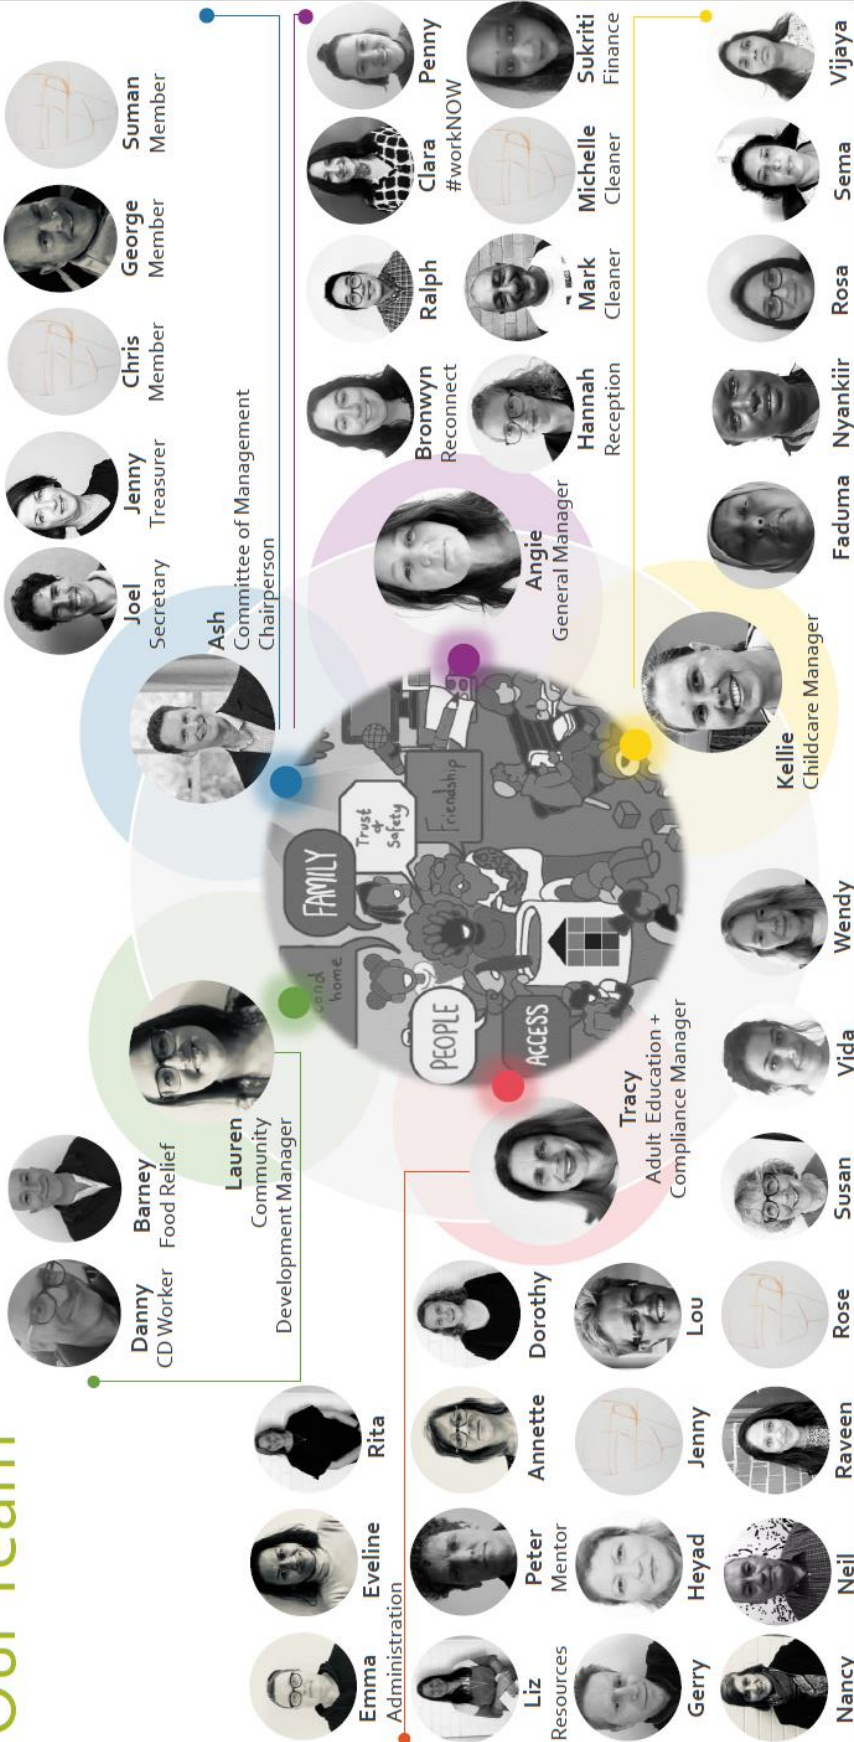 Our Team
Danny
CD Worker
Barney
Food Relief
Joel
Secretary
Jenny
Treasurer
Chris
Member
George
Member
Suman
Member
Lauren
Community
Development Manager
Ash
Committee of Management
Chairperson
Emma
Administration
Eveline
Rita
Bronwyn
Reconnect
Ralph
Clara
Penny
#workNOW
and
home
FAMILY
Trust
of
Safety
Friendship
PEOPLE
ACCESS
Angie
General Manager
Liz
Resources
Peter
Mentor
Annette
Dorothy
Hannah
Reception
Mark
Cleaner
Michelle
Cleaner
Sukriti
Finance
Tracy
Adult Education +
Compliance Manager
Gerry
Heyad
Jenny
Lou
Kellie
Childcare Manager
Nancy
Neil
Raveen
Rose
Susan
Vida
Wendy
Faduma
Nyankiir
Rosa
Sema
Vijaya